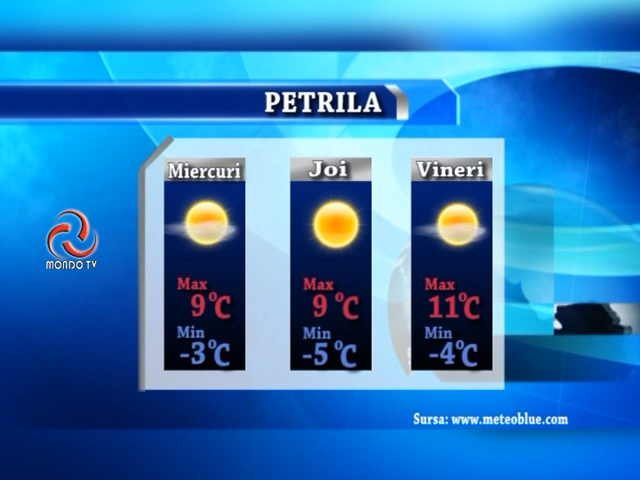 PETRILA
Miercuri
Joi
Vineri
Max
9°C
Min
-3°C
Max
9°C
Min
-5°C
Max
11°C
Min
-4°C
MONDO TV
Sursa: www.meteoblue.com